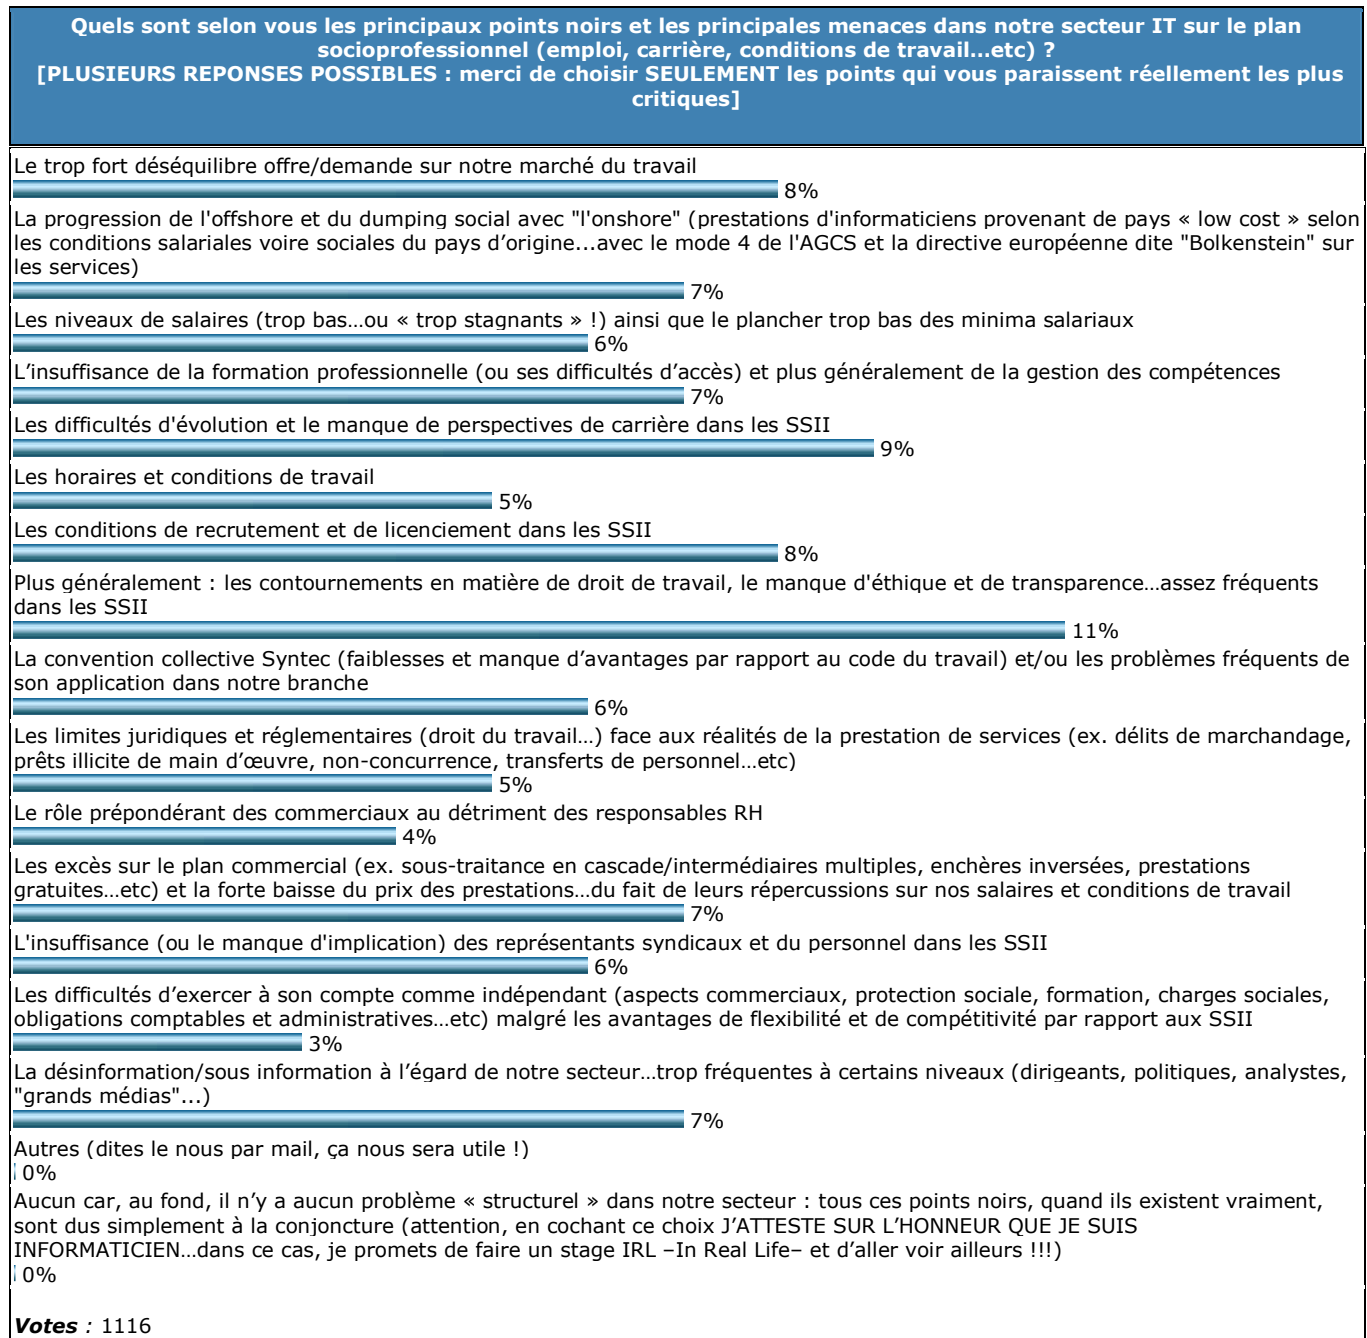 Quels sont selon vous les principaux points noirs et les principales menaces dans notre secteur IT sur le plan
socioprofessionnel (emploi, carrière, conditions de travail...etc) ?
[PLUSIEURS REPONSES POSSIBLES : merci de choisir SEULEMENT les points qui vous paraissent réellement les plus
critiques]
Le trop fort déséquilibre offre/demande sur notre marché du travail
8%
La progression de l'offshore et du dumping social avec "l'onshore" (prestations d'informaticiens provenant de pays « low cost » selon
les conditions salariales voire sociales du pays d’origine...avec le mode 4 de l'AGCS et la directive européenne dite "Bolkenstein" sur
les services)
7%
Les niveaux de salaires (trop bas…ou « trop stagnants » !) ainsi que le plancher trop bas des minima salariaux
6%
L’insuffisance de la formation professionnelle (ou ses difficultés d’accès) et plus généralement de la gestion des compétences
7%
Les difficultés d'évolution et le manque de perspectives de carrière dans les SSII
9%
Les horaires et conditions de travail
5%
Les conditions de recrutement et de licenciement dans les SSII
8%
Plus généralement : les contournements en matière de droit de travail, le manque d'éthique et de transparence…assez fréquents
dans les SSII
11%
La convention collective Syntec (faiblesses et manque d’avantages par rapport au code du travail) et/ou les problèmes fréquents de
son application dans notre branche
6%
Les limites juridiques et réglementaires (droit du travail…) face aux réalités de la prestation de services (ex. délits de marchandage,
prêts illicite de main d’œuvre, non-concurrence, transferts de personnel…etc)
5%
Le rôle prépondérant des commerciaux au détriment des responsables RH
4%
Les excès sur le plan commercial (ex. sous-traitance en cascade/intermédiaires multiples, enchères inversées, prestations
gratuites…etc) et la forte baisse du prix des prestations…du fait de leurs répercussions sur nos salaires et conditions de travail
7%
L'insuffisance (ou le manque d'implication) des représentants syndicaux et du personnel dans les SSII
6%
Les difficultés d’exercer à son compte comme indépendant (aspects commerciaux, protection sociale, formation, charges sociales,
obligations comptables et administratives…etc) malgré les avantages de flexibilité et de compétitivité par rapport aux SSII
3%
La désinformation/sous information à l’égard de notre secteur…trop fréquentes à certains niveaux (dirigeants, politiques, analystes,
"grands médias"...)
7%
Autres (dites le nous par mail, ça nous sera utile !)
0%
Aucun car, au fond, il n’y a aucun problème « structurel » dans notre secteur : tous ces points noirs, quand ils existent vraiment,
sont dus simplement à la conjoncture (attention, en cochant ce choix J’ATTESTE SUR L’HONNEUR QUE JE SUIS
INFORMATICIEN…dans ce cas, je promets de faire un stage IRL –In Real Life– et d’aller voir ailleurs !!!)
0%
Votes : 1116